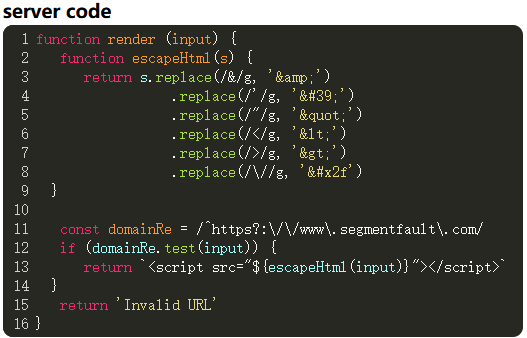 server code
1 function render (input) {
2   function escapeHtml(s) {
3     return s.replace(/&/g, '&amp;')
4             .replace(/'/g, '&#39;')
5             .replace(/"/g, '&quot;')
6             .replace(/</g, '&lt;')
7             .replace(/>/g, '&gt;')
8             .replace(/\//g, '&#x2f')
9   }
10
11   const domainRe = /^https?:\/\/www\.segmentfault\.com/
12   if (domainRe.test(input)) {
13     return `<script src="${escapeHtml(input)}"></script>`
14   }
15   return 'Invalid URL'
16 }